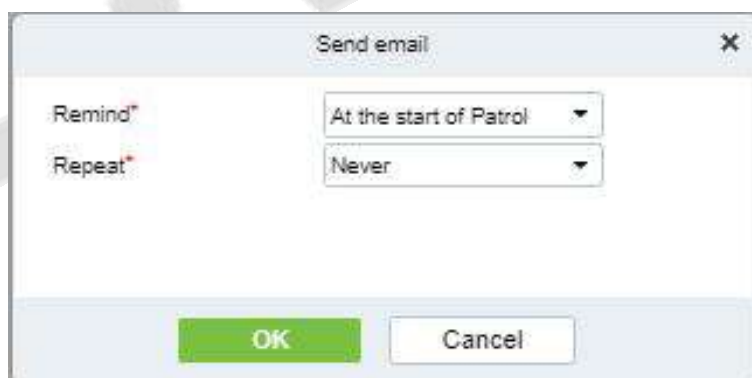 Send email ×
Remind* At the start of Patrol
Repeat* Never
OK Cancel